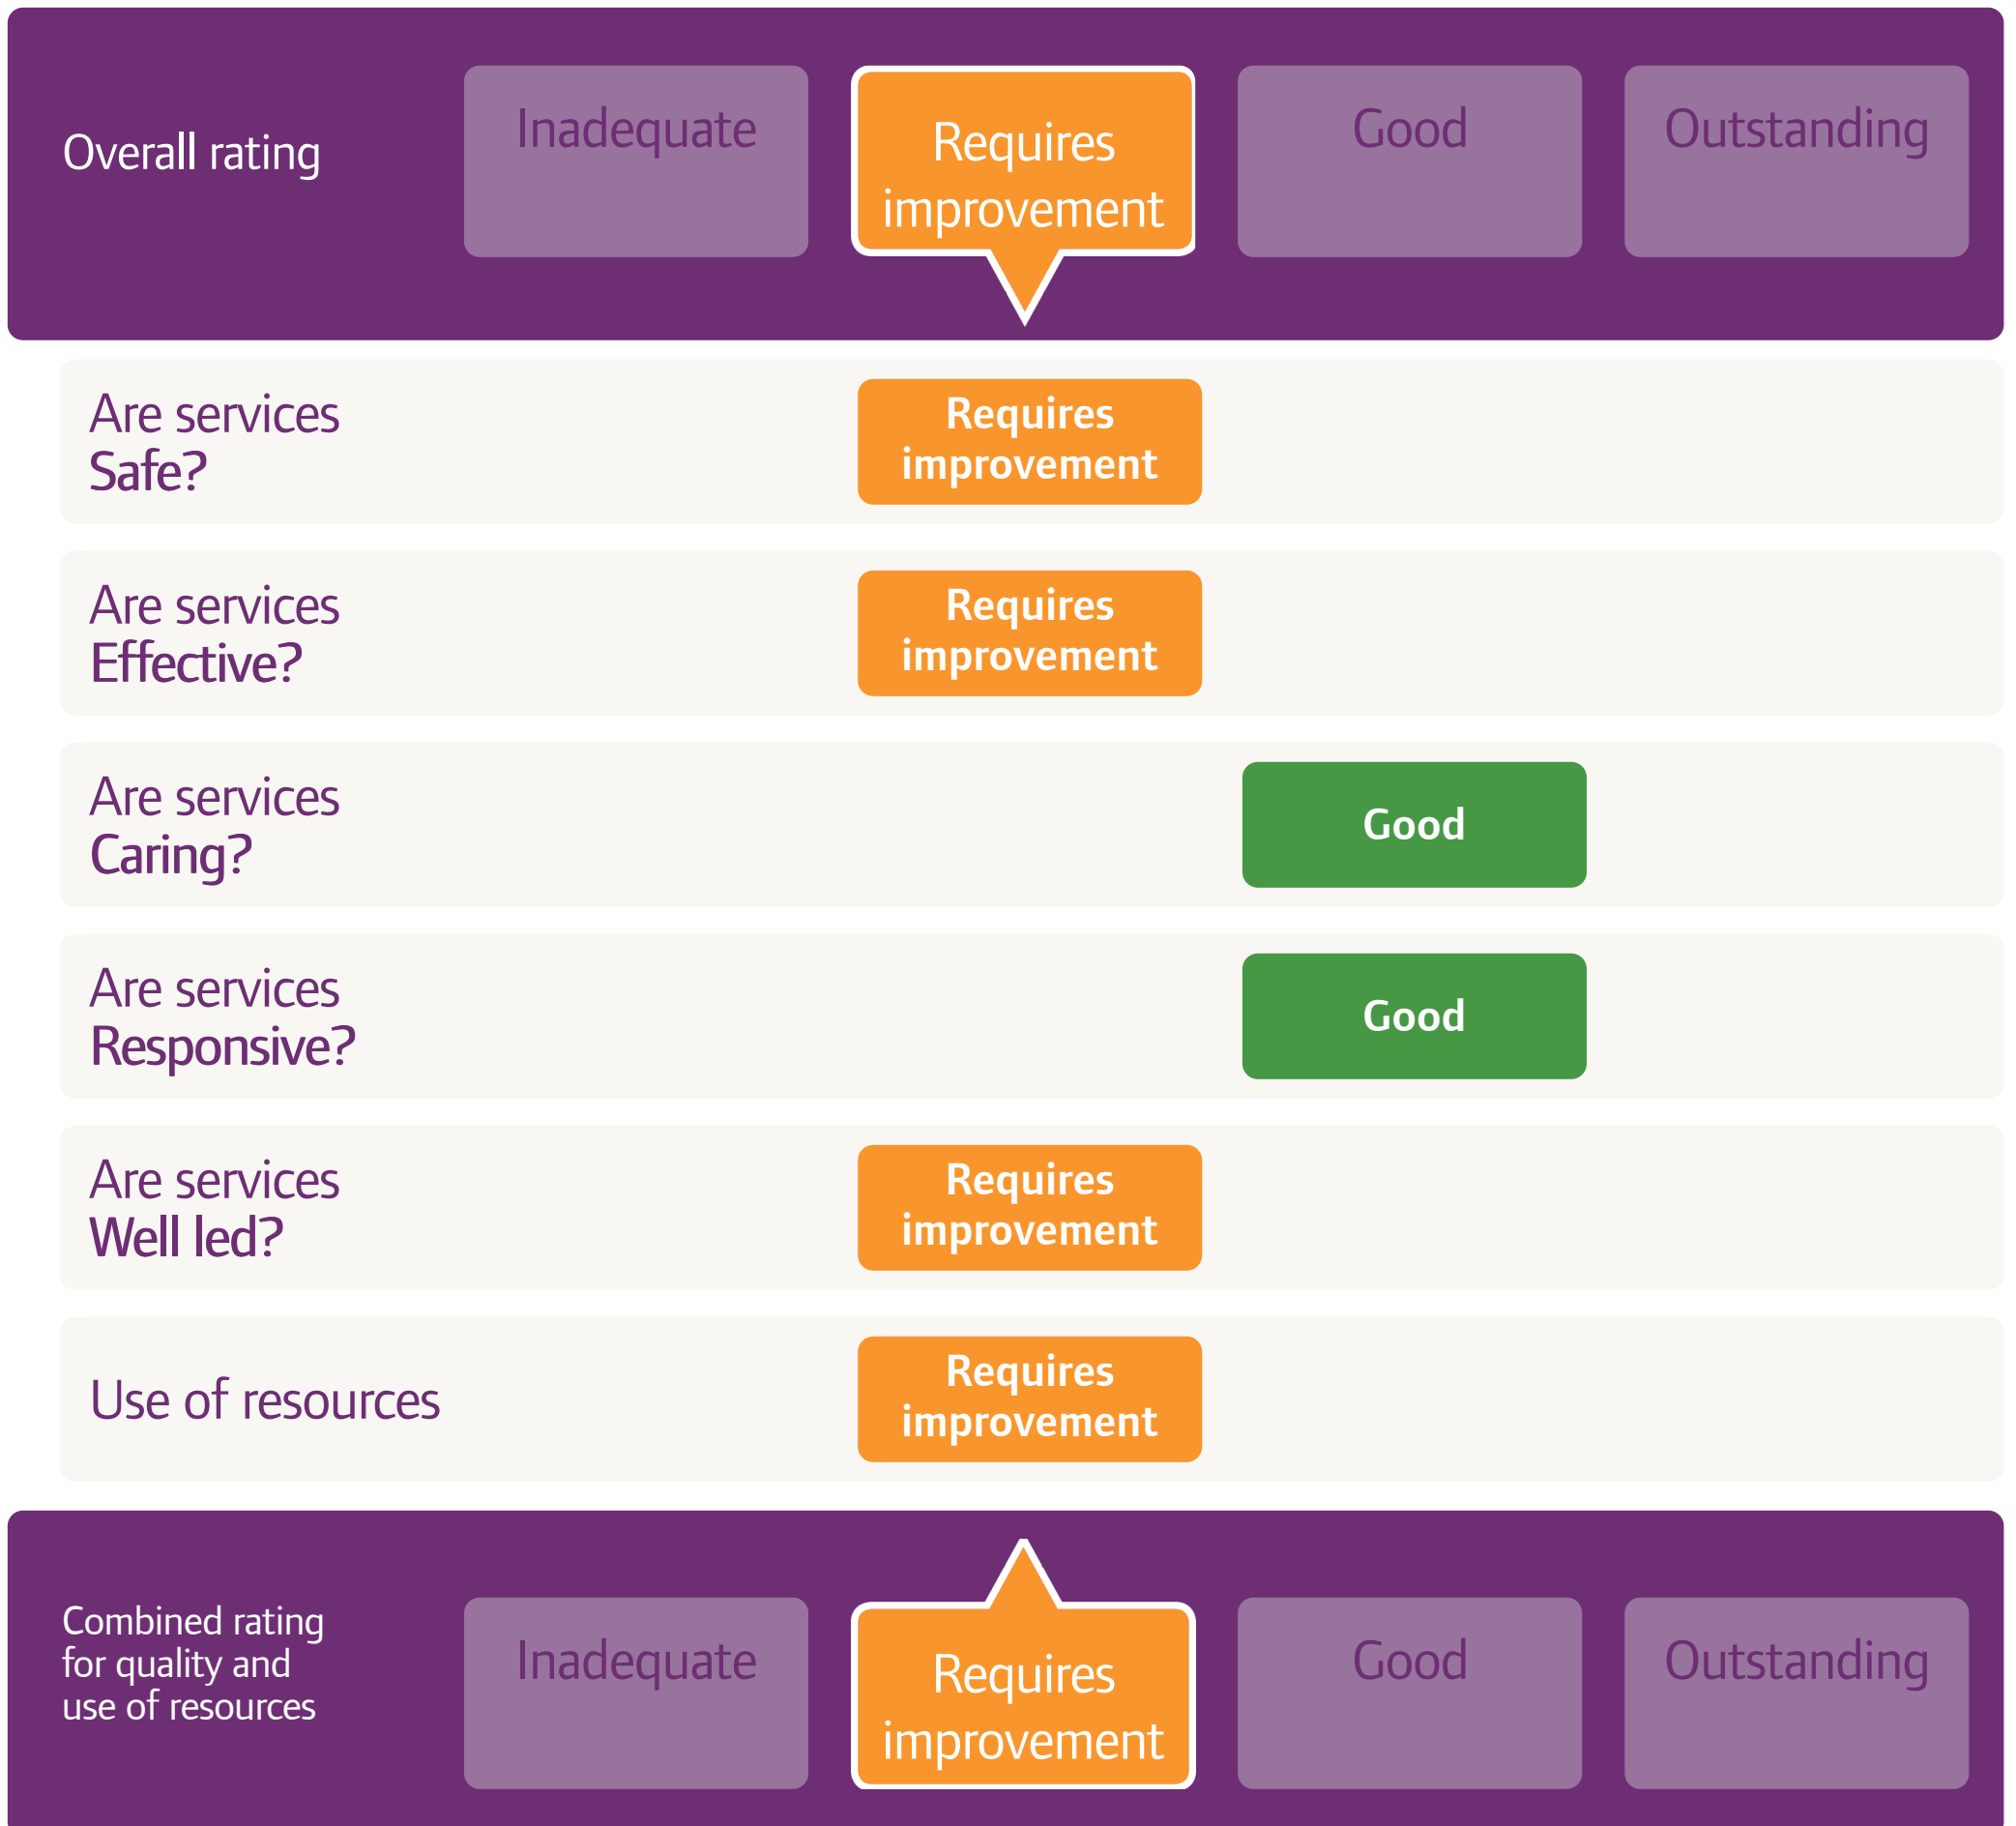 Overall rating
Inadequate
Requires
improvement
Good
Outstanding
Are services
Safe?
Requires
improvement
Are services
Effective?
Requires
improvement
Are services
Caring?
Good
Are services
Responsive?
Good
Are services
Well led?
Requires
improvement
Use of resources
Requires
improvement
Combined rating
for quality and
use of resources
Inadequate
Requires
improvement
Good
Outstanding